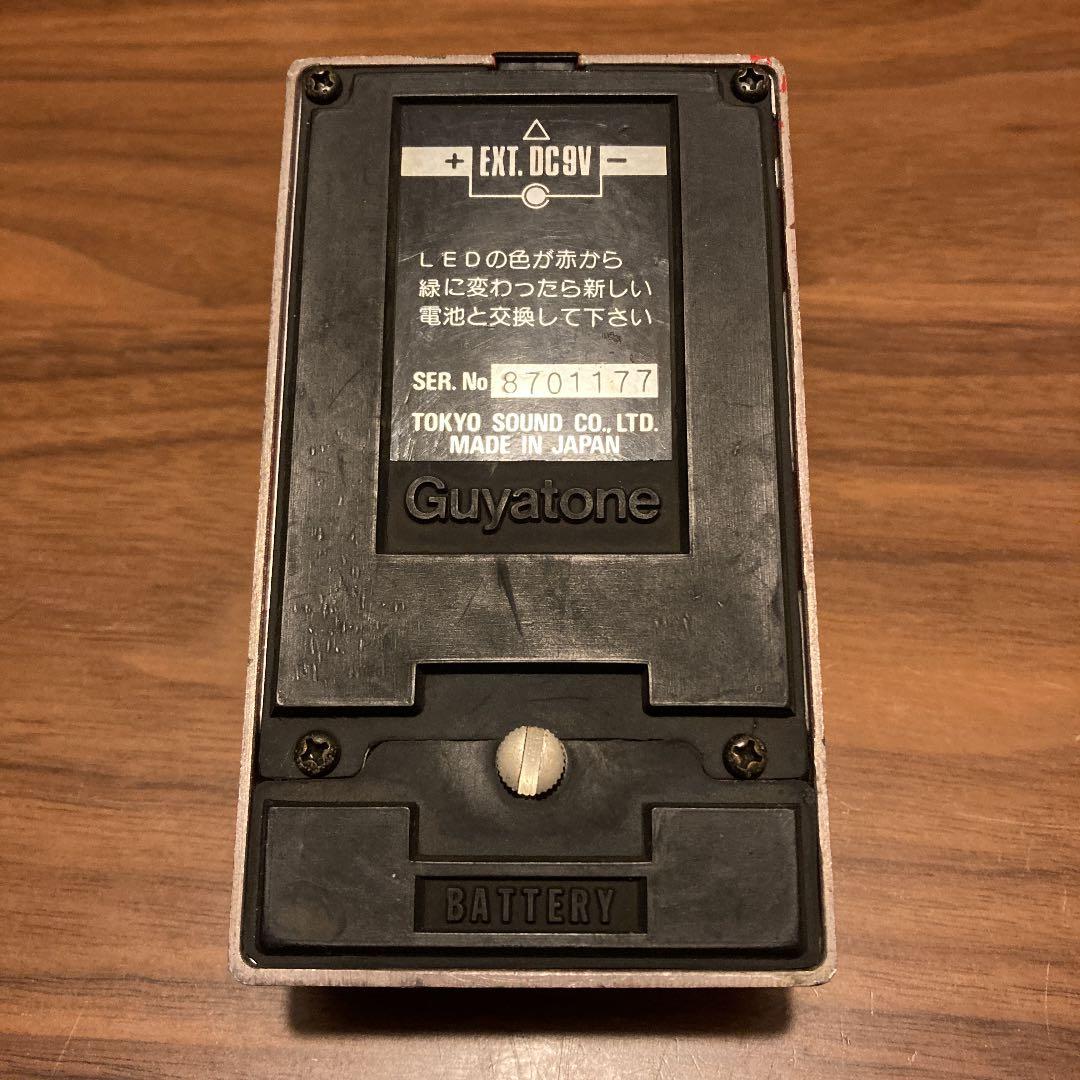 + EXT. DC9V −
LEDの色が赤から
緑に変わったら新しい
電池と交換して下さい
SER. No 8701177
TOKYO SOUND CO., LTD.
MADE IN JAPAN
Guyatone
BATTERY